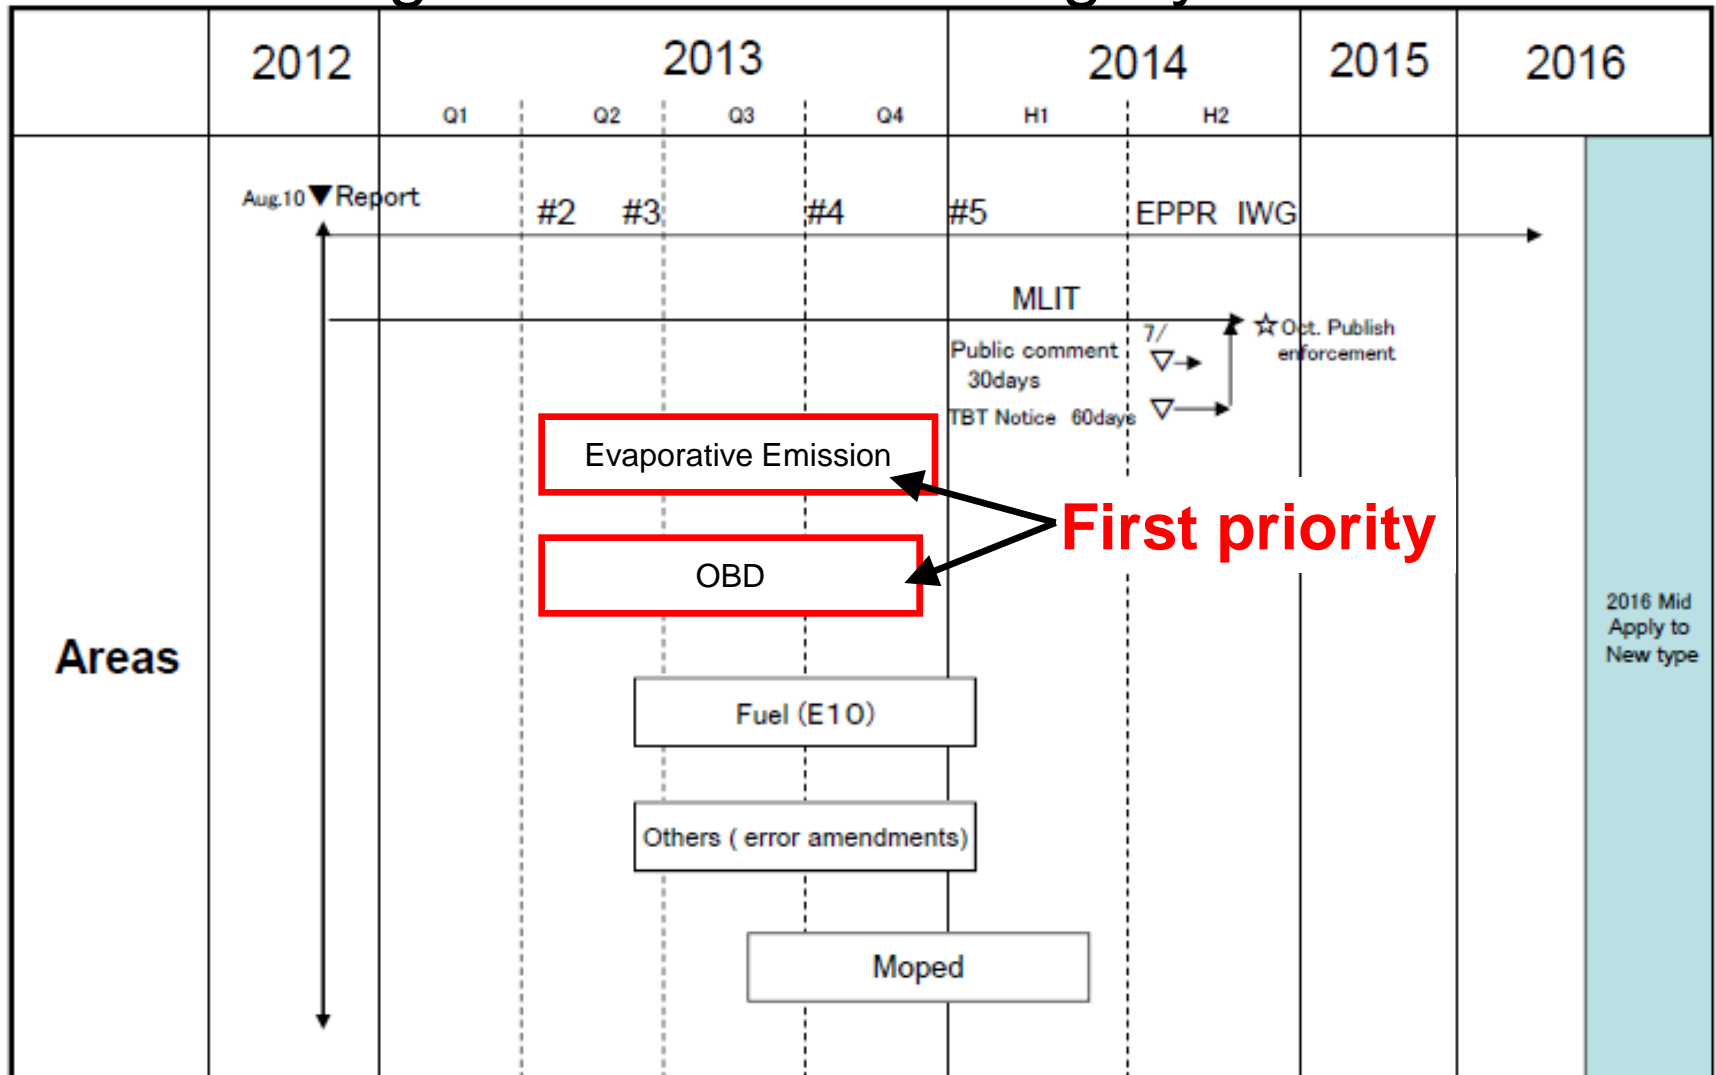 2012 2013 2014 2015 2016
Q1 Q2 Q3 Q4 H1 H2
Aug.10 ▼Report
#2 #3 #4 #5 EPPR IWG
MLIT
7/
☆Oct. Publish
enforcement
Public comment
30days
TBT Notice 60days
Evaporative Emission
First priority
OBD
2016 Mid
Apply to
New type
Areas
Fuel (E10)
Others ( error amendments)
Moped